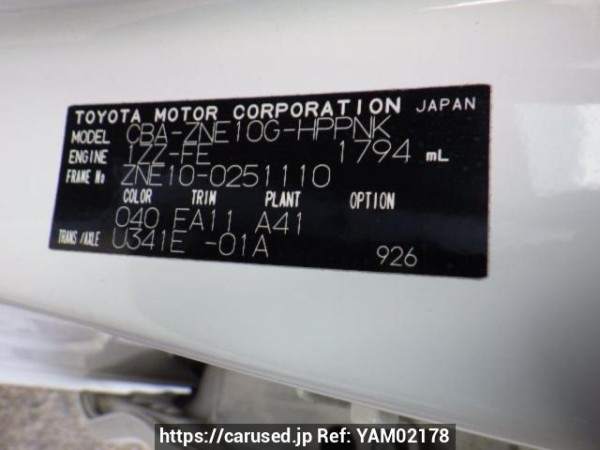 TOYOTA MOTOR CORPORATION JAPAN
MODEL CBA-ZNE10G-HPPNK
ENGINE 1ZZ-FE 1794 mL
FRAME No ZNE10-0251110
COLOR TRIM PLANT OPTION
040 EA11 A41
TRANS/AXLE U341E -01A 926
https://carused.jp Ref: YAM02178